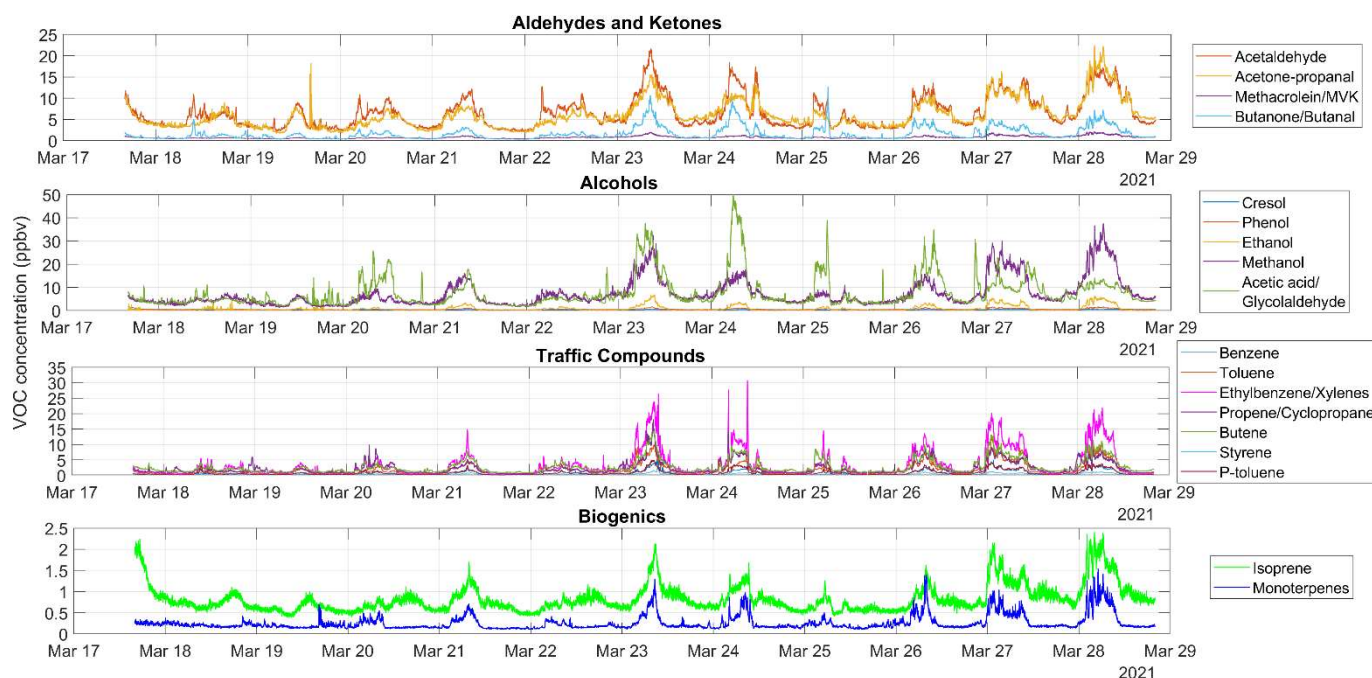 Aldehydes and Ketones
25
20
15
10
5
0
Mar 17 Mar 18 Mar 19 Mar 20 Mar 21 Mar 22 Mar 23 Mar 24 Mar 25 Mar 26 Mar 27 Mar 28 Mar 29
2021
Acetaldehyde
Acetone-propanal
Methacrolein/MVK
Butanone/Butanal
VOC concentration (ppbv)
Alcohols
50
40
30
20
10
0
Mar 17 Mar 18 Mar 19 Mar 20 Mar 21 Mar 22 Mar 23 Mar 24 Mar 25 Mar 26 Mar 27 Mar 28 Mar 29
2021
Cresol
Phenol
Ethanol
Methanol
Acetic acid/
Glycolaldehyde
Traffic Compounds
35
30
25
20
15
10
5
0
Mar 17 Mar 18 Mar 19 Mar 20 Mar 21 Mar 22 Mar 23 Mar 24 Mar 25 Mar 26 Mar 27 Mar 28 Mar 29
2021
Benzene
Toluene
Ethylbenzene/Xylenes
Propene/Cyclopropane
Butene
Styrene
P-toluene
Biogenics
2.5
2
1.5
1
0.5
0
Mar 17 Mar 18 Mar 19 Mar 20 Mar 21 Mar 22 Mar 23 Mar 24 Mar 25 Mar 26 Mar 27 Mar 28 Mar 29
2021
Isoprene
Monoterpenes